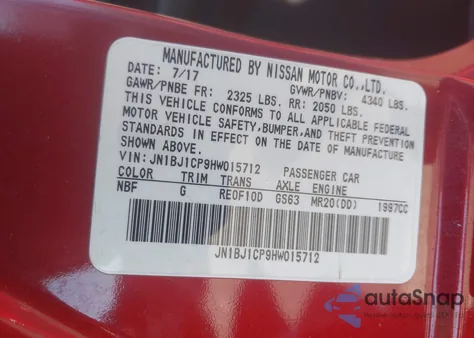 MANUFACTURED BY NISSAN MOTOR CO.,LTD.
DATE: 7/17 GVWR/PNBV: 4340 LBS.
GAWR/PNBE FR: 2325 LBS. RR: 2050 LBS.
THIS VEHICLE CONFORMS TO ALL APPLICABLE FEDERAL
MOTOR VEHICLE SAFETY,BUMPER,AND THEFT PREVENTION
STANDARDS IN EFFECT ON THE DATE OF MANUFACTURE
SHOWN ABOVE.
VIN: JN1BJ1CP9HW015712 PASSENGER CAR
COLOR TRIM TRANS AXLE ENGINE
NBF G RE0F10D GS63 MR20(DD) 1997CC
JN1BJ1CP9HW015712
autoSnap